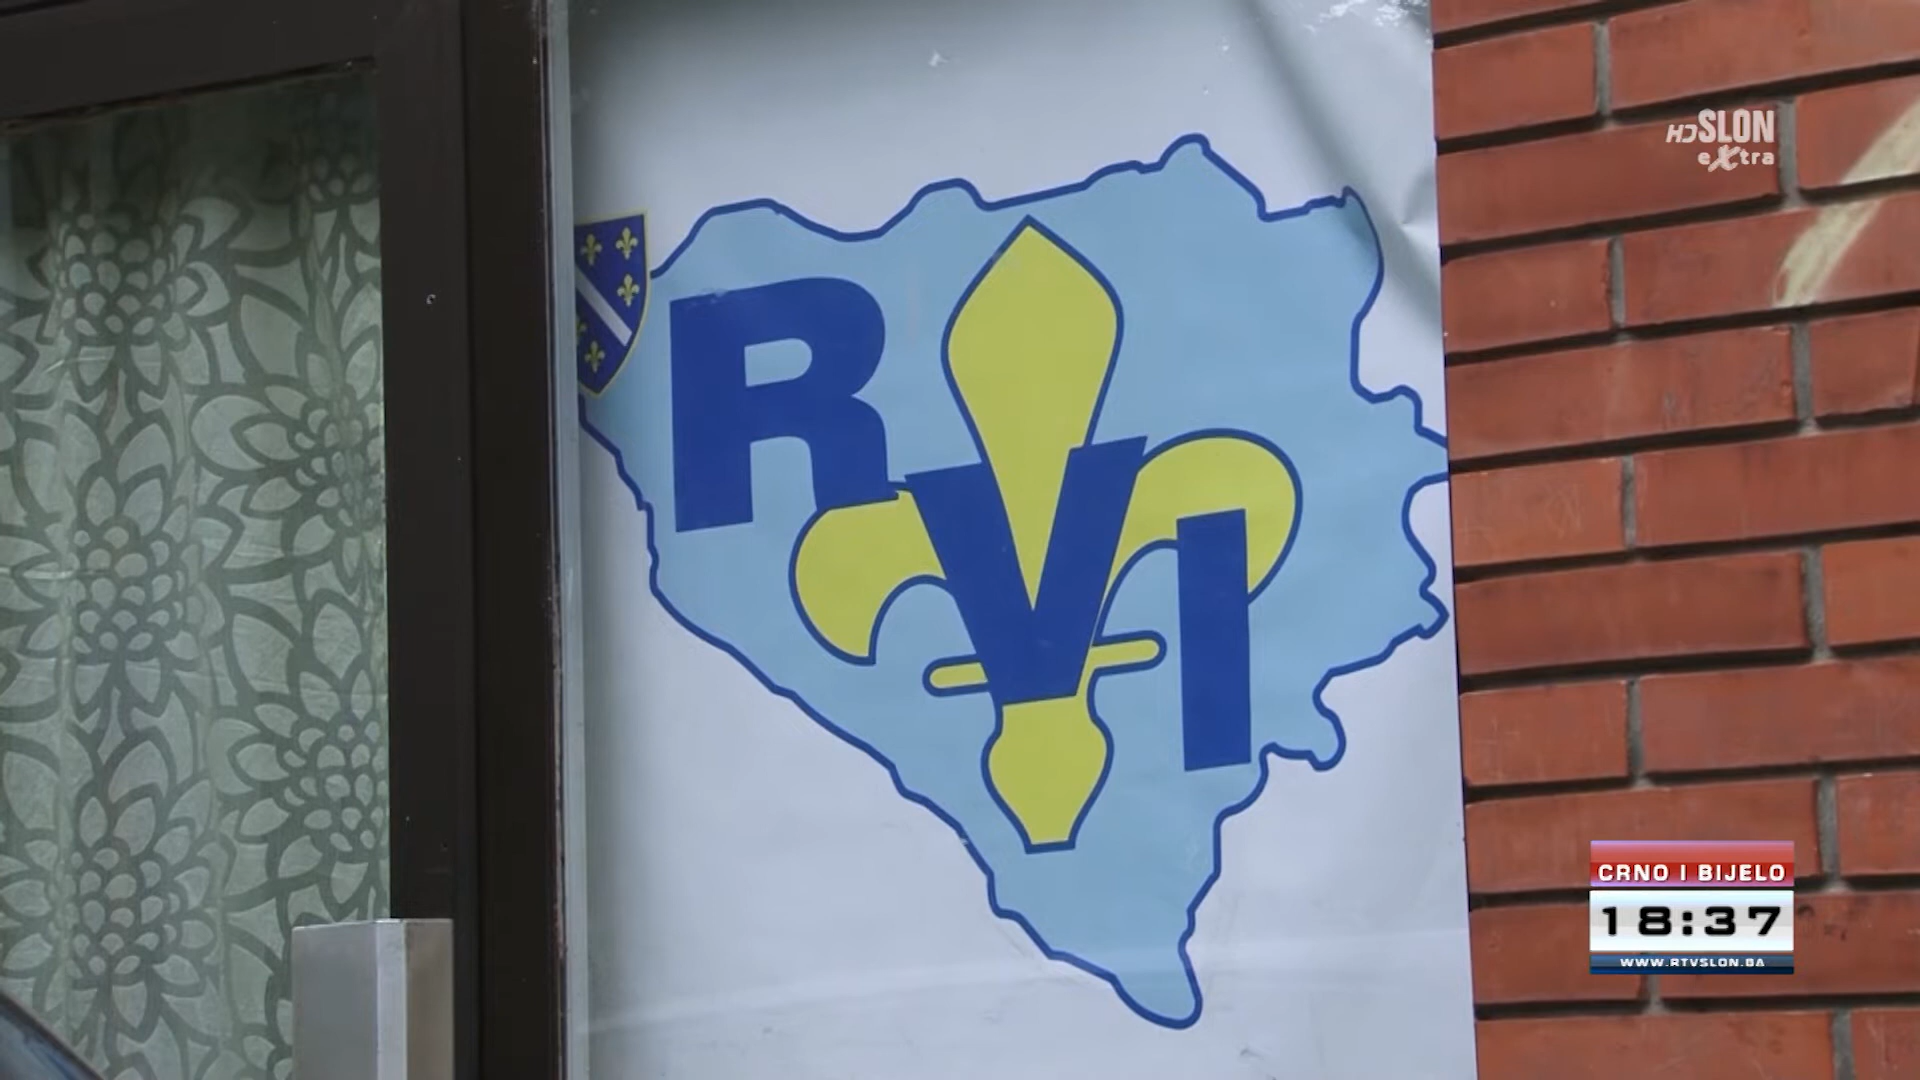 HD SLON
eXtra
RVI
CRNO I BIJELO
18:37
WWW.RTVSLON.BA